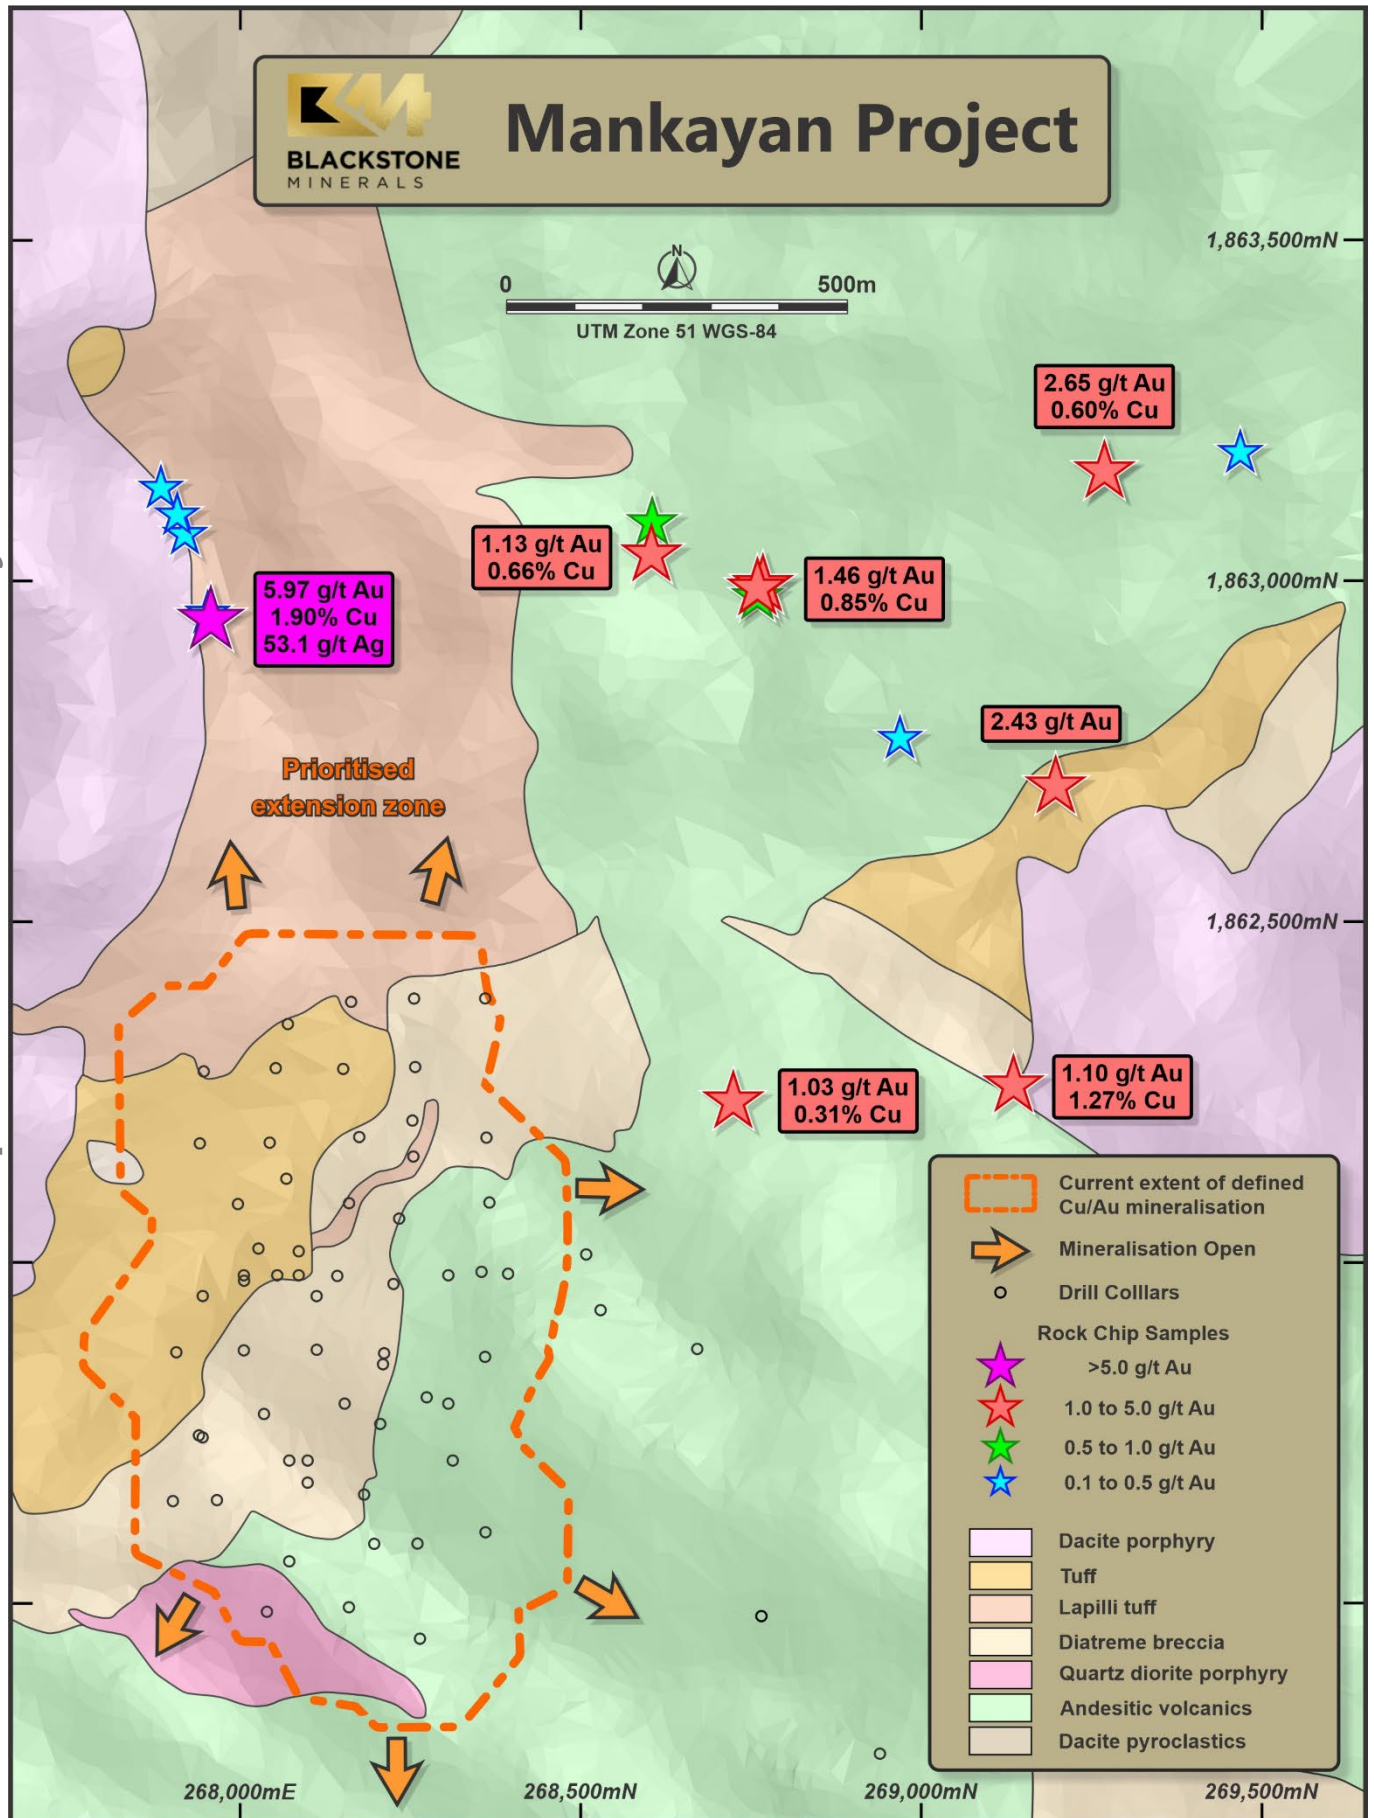 BLACKSTONE
MINERALS
Mankayan Project
1,863,500mN
N
0 500m
UTM Zone 51 WGS-84
2.65 g/t Au
0.60% Cu
1.13 g/t Au
0.66% Cu
1.46 g/t Au
0.85% Cu
1,863,000mN
5.97 g/t Au
1.90% Cu
53.1 g/t Ag
2.43 g/t Au
Prioritised
extension zone
1,862,500mN
1.03 g/t Au
0.31% Cu
1.10 g/t Au
1.27% Cu
Current extent of defined
Cu/Au mineralisation
Mineralisation Open
Drill Colllars
Rock Chip Samples
>5.0 g/t Au
1.0 to 5.0 g/t Au
0.5 to 1.0 g/t Au
0.1 to 0.5 g/t Au
Dacite porphyry
Tuff
Lapilli tuff
Diatreme breccia
Quartz diorite porphyry
Andesitic volcanics
Dacite pyroclastics
268,000mE
268,500mN
269,000mN
269,500mN